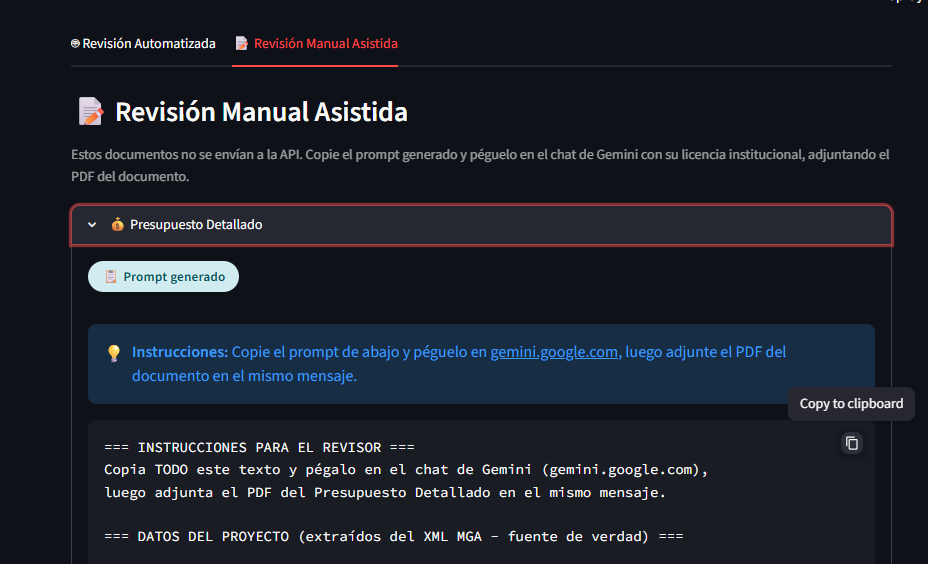 Revisión Automatizada
Revisión Manual Asistida
Revisión Manual Asistida
Estos documentos no se envían a la API. Copie el prompt generado y péguelo en el chat de Gemini con su licencia institucional, adjuntando el
PDF del documento.
Presupuesto Detallado
Prompt generado
Instrucciones: Copie el prompt de abajo y péguelo en gemini.google.com, luego adjunte el PDF del
documento en el mismo mensaje.
Copy to clipboard
=== INSTRUCCIONES PARA EL REVISOR ===
Copia TODO este texto y pégalo en el chat de Gemini (gemini.google.com),
luego adjunta el PDF del Presupuesto Detallado en el mismo mensaje.
=== DATOS DEL PROYECTO (extraídos del XML MGA - fuente de verdad) ===